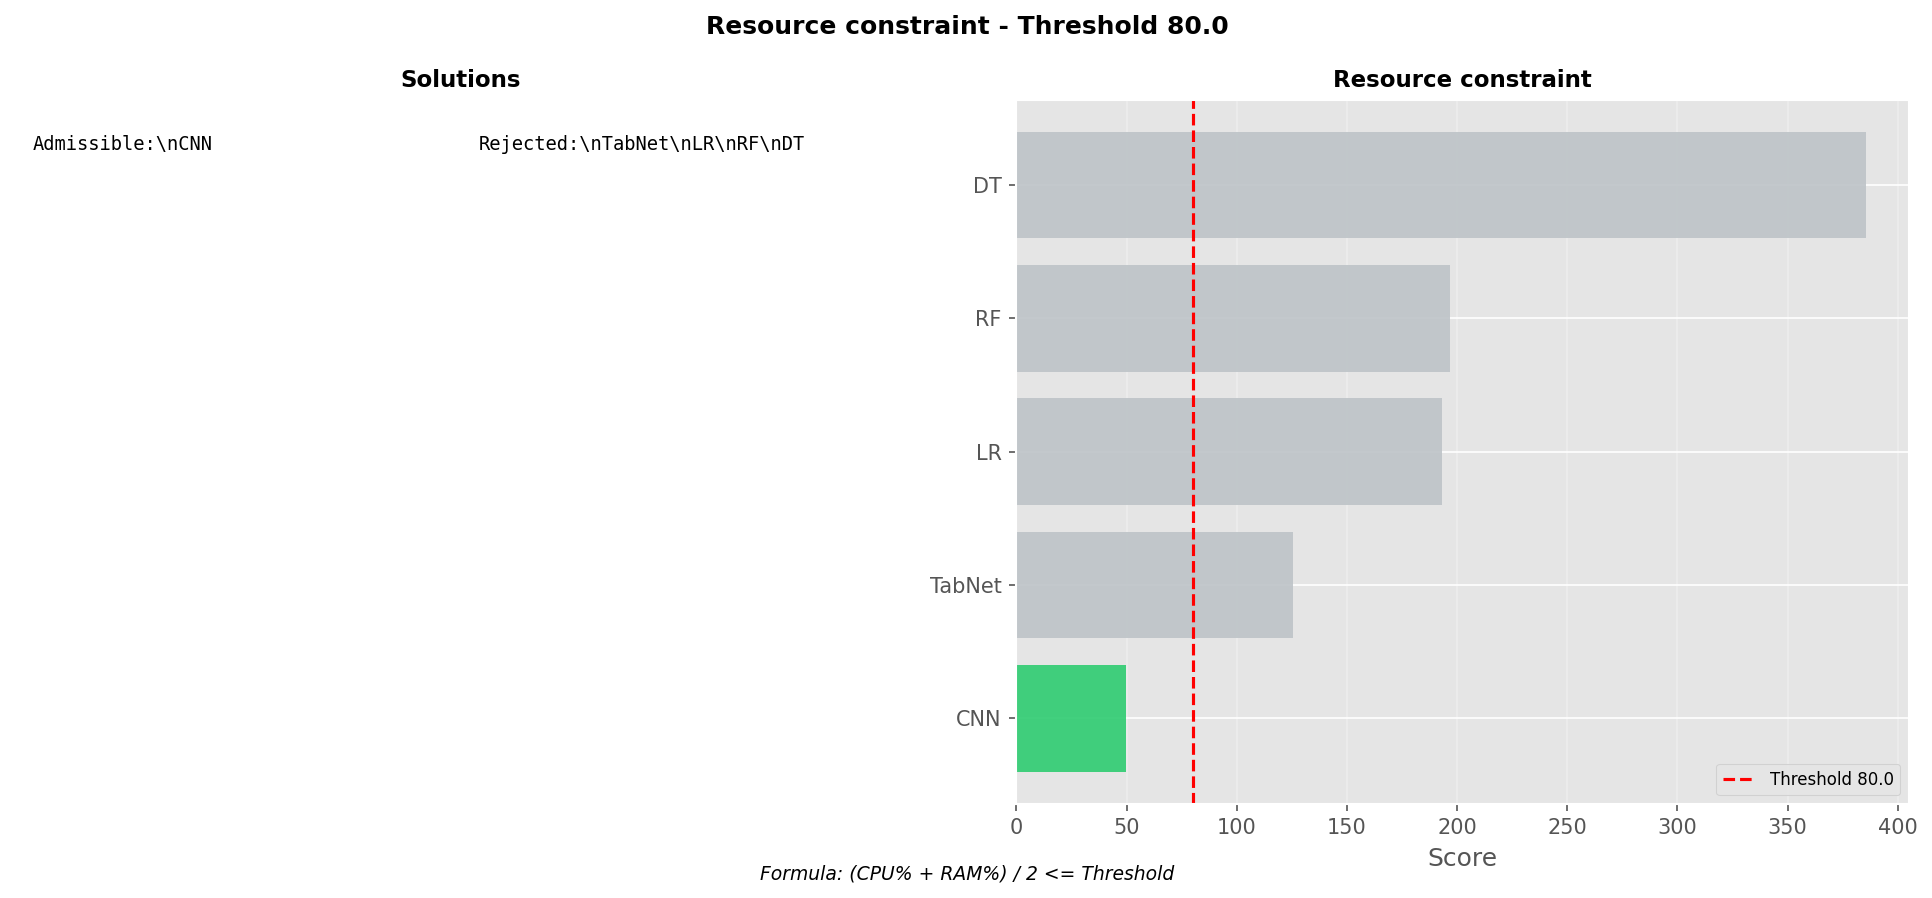 Resource constraint - Threshold 80.0
Solutions
Admissible:\nCNN
Rejected:\nTabNet\nLR\nRF\nDT
Resource constraint
DT
RF
LR
TabNet
CNN
Threshold 80.0
0 50 100 150 200 250 300 350 400
Score
Formula: (CPU% + RAM%) / 2 <= Threshold